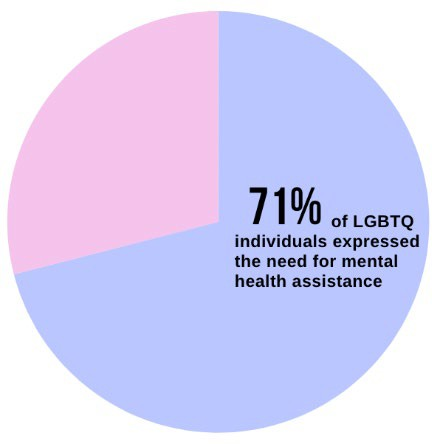 71% of LGBTQ
individuals expressed
the need for mental
health assistance